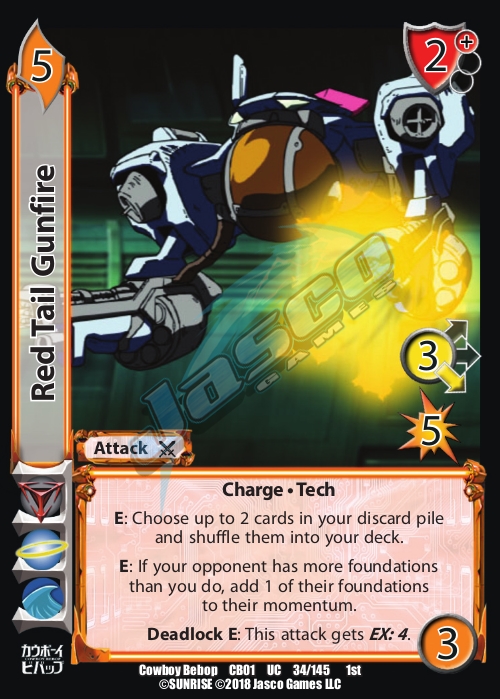 5
2
+
Red Tail Gunfire
Jasco
GAMES
3
5
Attack
Charge • Tech
E: Choose up to 2 cards in your discard pile
and shuffle them into your deck.
E: If your opponent has more foundations
than you do, add 1 of their foundations
to their momentum.
Deadlock E: This attack gets EX: 4.
3
カウボーイ
ビバップ
Cowboy Bebop CB01 UC 34/145 1st
©SUNRISE ©2018 Jasco Games LLC